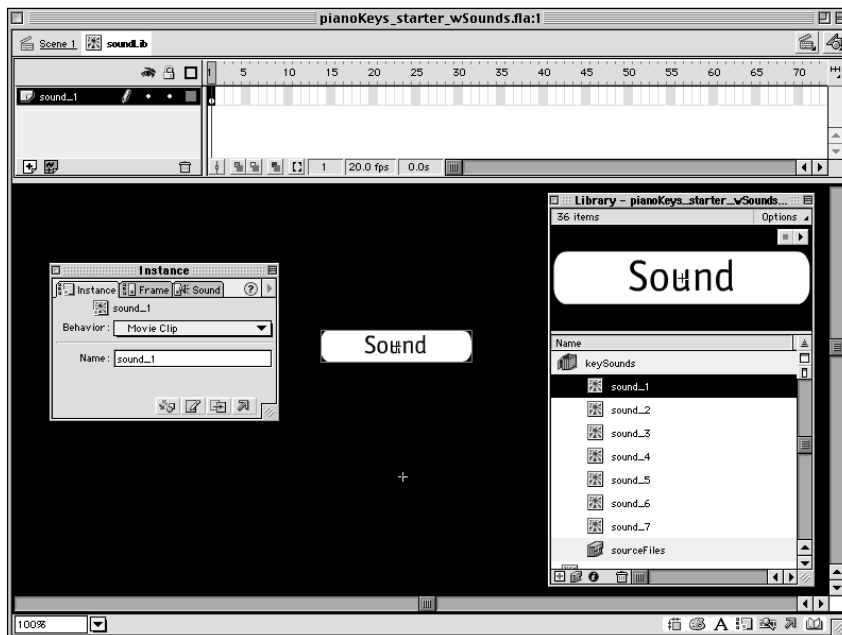 pianoKeys_starter_wSounds.fla:1
Scene 1 soundLib
1 5 10 15 20 25 30 35 40 45 50 55 60 65 70
sound_1
1 20.0 fps 0.0s
Library - pianoKeys_starter_wSounds...
36 items Options
Sound
Name
keySounds
sound_1
sound_2
sound_3
sound_4
sound_5
sound_6
sound_7
sourceFiles
Instance
Instance Frame Sound ?
sound_1
Behavior: Movie Clip
Name: sound_1
Sound
100%